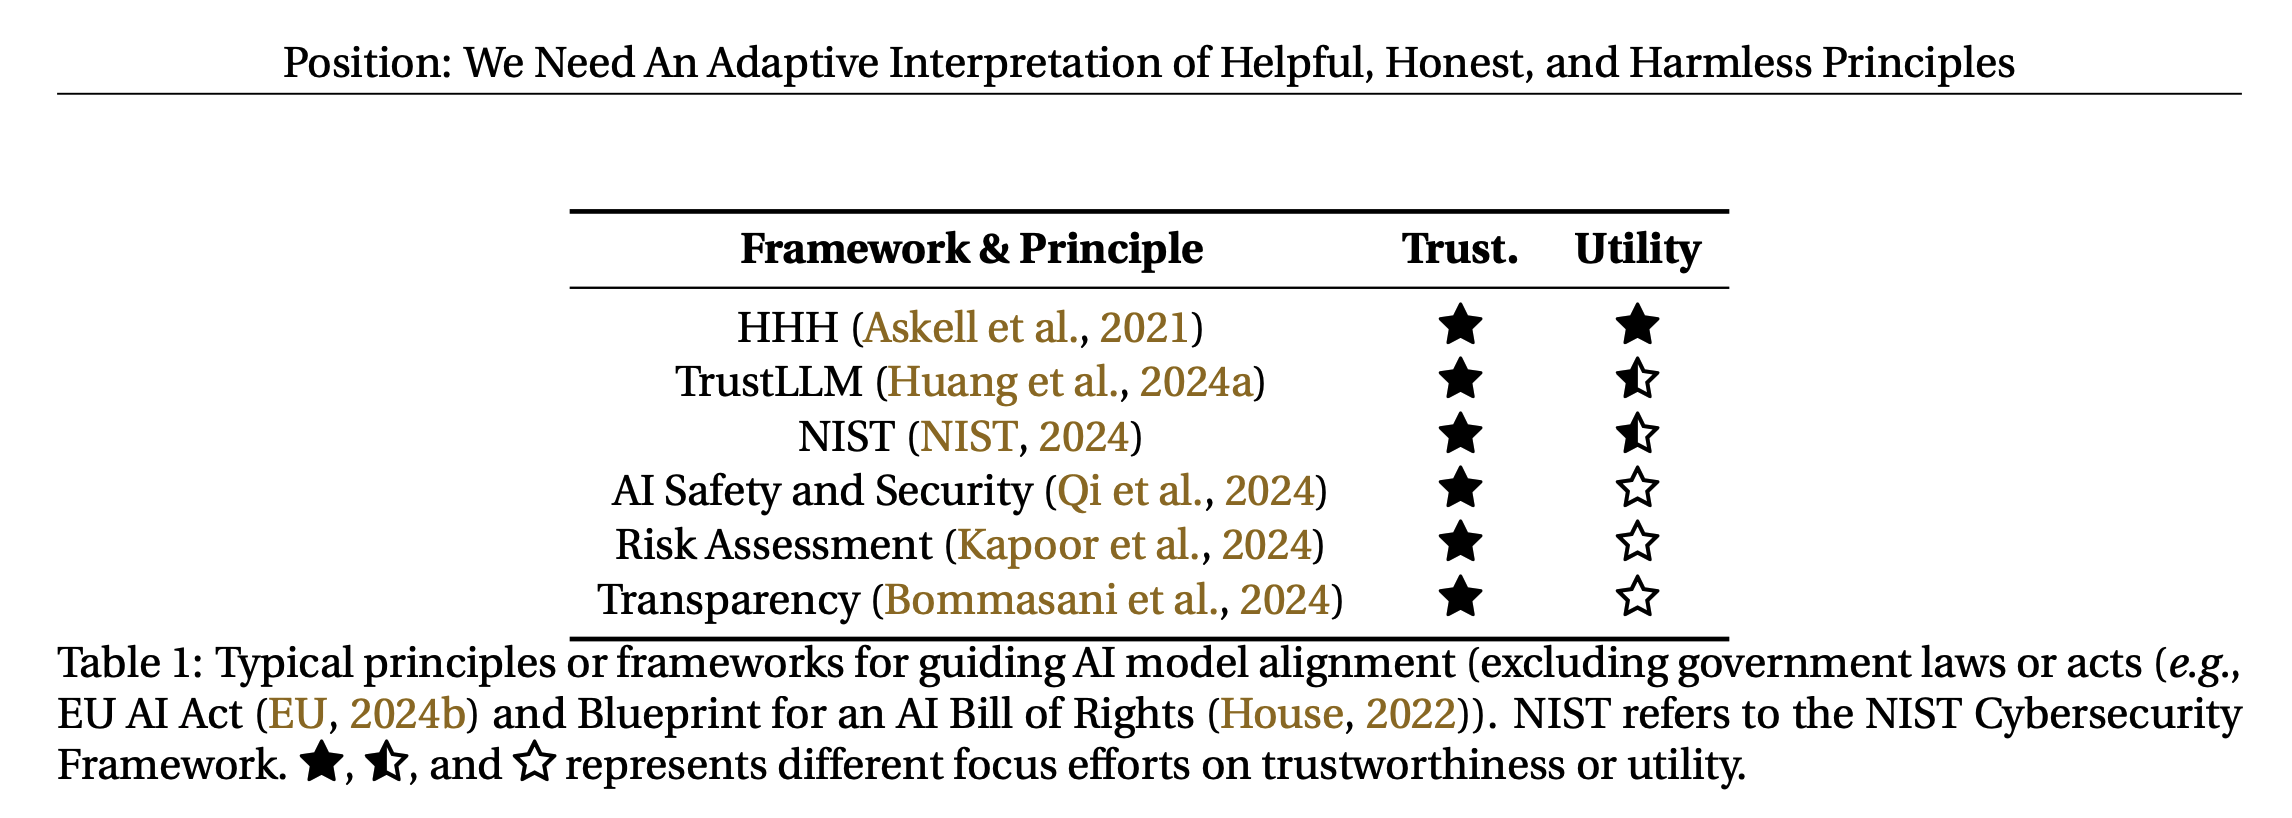 Position: We Need An Adaptive Interpretation of Helpful, Honest, and Harmless Principles
Framework & Principle Trust. Utility
HHH (Askell et al., 2021) ★ ★
TrustLLM (Huang et al., 2024a) ★ ⯪
NIST (NIST, 2024) ★ ⯪
AI Safety and Security (Qi et al., 2024) ★ ☆
Risk Assessment (Kapoor et al., 2024) ★ ☆
Transparency (Bommasani et al., 2024) ★ ☆
Table 1: Typical principles or frameworks for guiding AI model alignment (excluding government laws or acts (e.g.,
EU AI Act (EU, 2024b) and Blueprint for an AI Bill of Rights (House, 2022)). NIST refers to the NIST Cybersecurity
Framework. ★, ⯪, and ☆ represents different focus efforts on trustworthiness or utility.